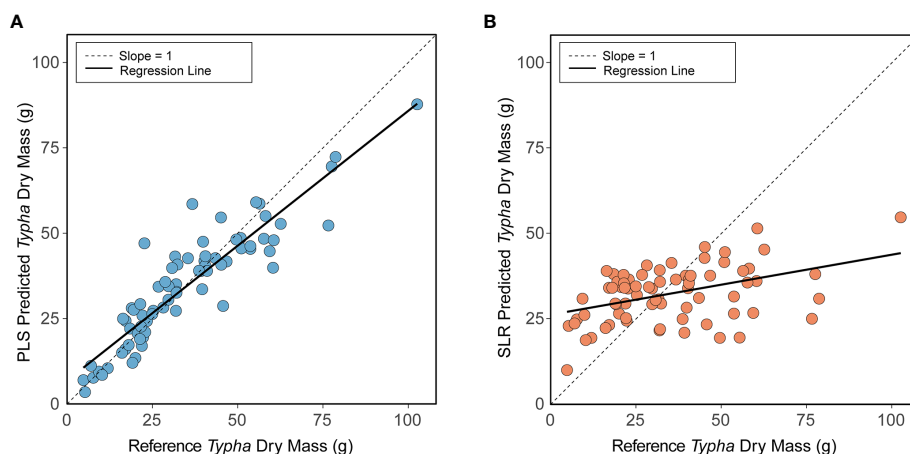 A
Slope = 1
Regression Line
100
75
50
25
0
0 25 50 75 100
PLS Predicted Typha Dry Mass (g)
Reference Typha Dry Mass (g)
B
Slope = 1
Regression Line
100
75
50
25
0
0 25 50 75 100
SLR Predicted Typha Dry Mass (g)
Reference Typha Dry Mass (g)